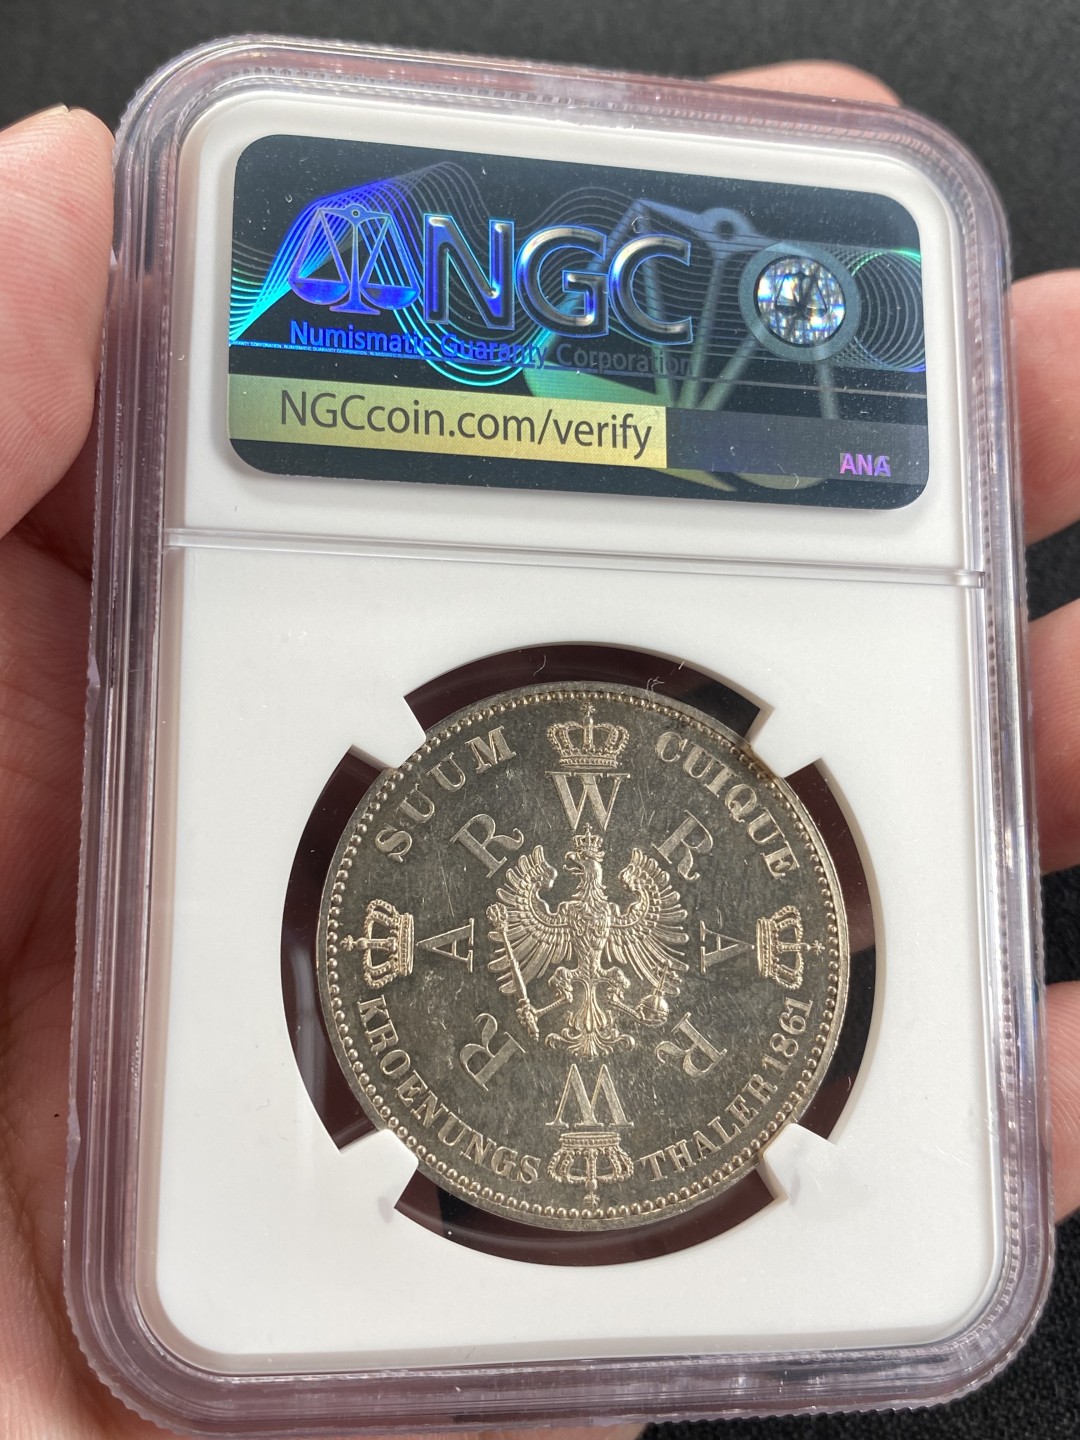 NGC
Numismatic Guaranty Corporation
NGCcoin.com/verify
ANA
SUUM CUIQUE
W
R R
A A
R R
W
KROENUNGS THALER 1861